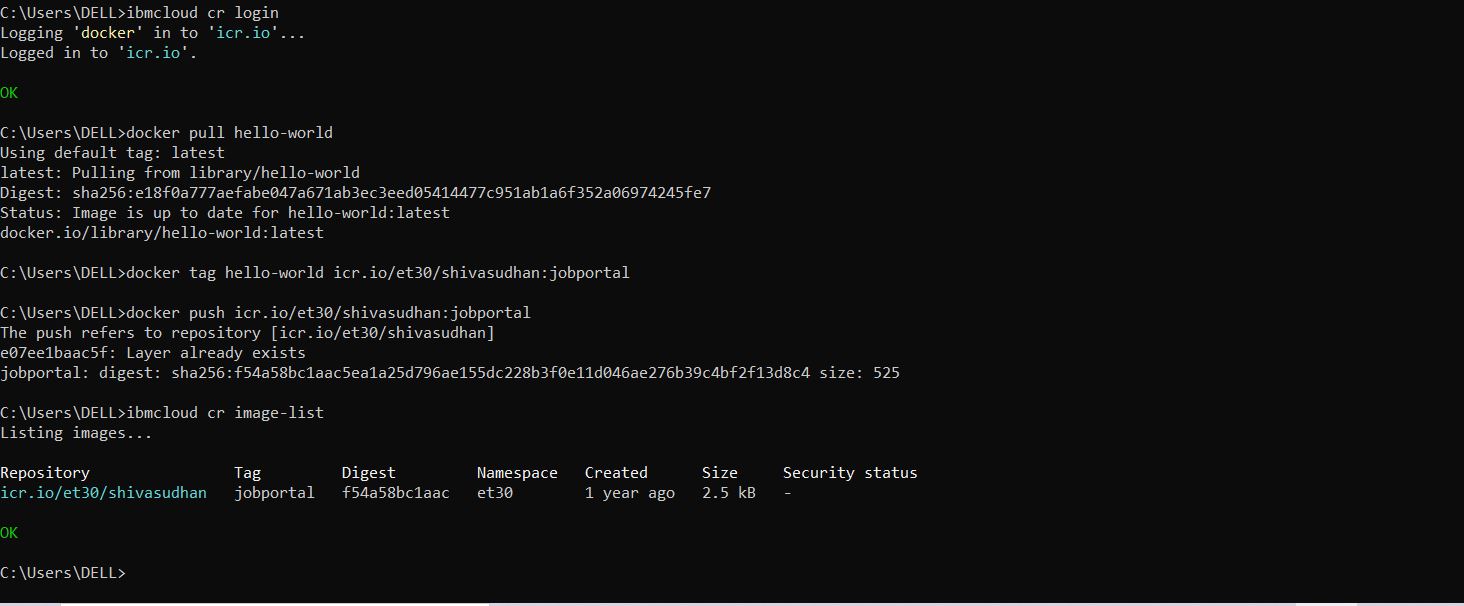 C:\Users\DELL>ibmcloud cr login
Logging 'docker' in to 'icr.io'...
Logged in to 'icr.io'.
OK
C:\Users\DELL>docker pull hello-world
Using default tag: latest
latest: Pulling from library/hello-world
Digest: sha256:e18f0a777aefabe047a671ab3ec3eed05414477c951ab1a6f352a06974245fe7
Status: Image is up to date for hello-world:latest
docker.io/library/hello-world:latest
C:\Users\DELL>docker tag hello-world icr.io/et30/shivasudhan:jobportal
C:\Users\DELL>docker push icr.io/et30/shivasudhan:jobportal
The push refers to repository [icr.io/et30/shivasudhan]
e07ee1baac5f: Layer already exists
jobportal: digest: sha256:f54a58bc1aac5ea1a25d796ae155dc228b3f0e11d046ae276b39c4bf2f13d8c4 size: 525
C:\Users\DELL>ibmcloud cr image-list
Listing images...
Repository Tag Digest Namespace Created Size Security status
icr.io/et30/shivasudhan jobportal f54a58bc1aac et30 1 year ago 2.5 kB -
OK
C:\Users\DELL>